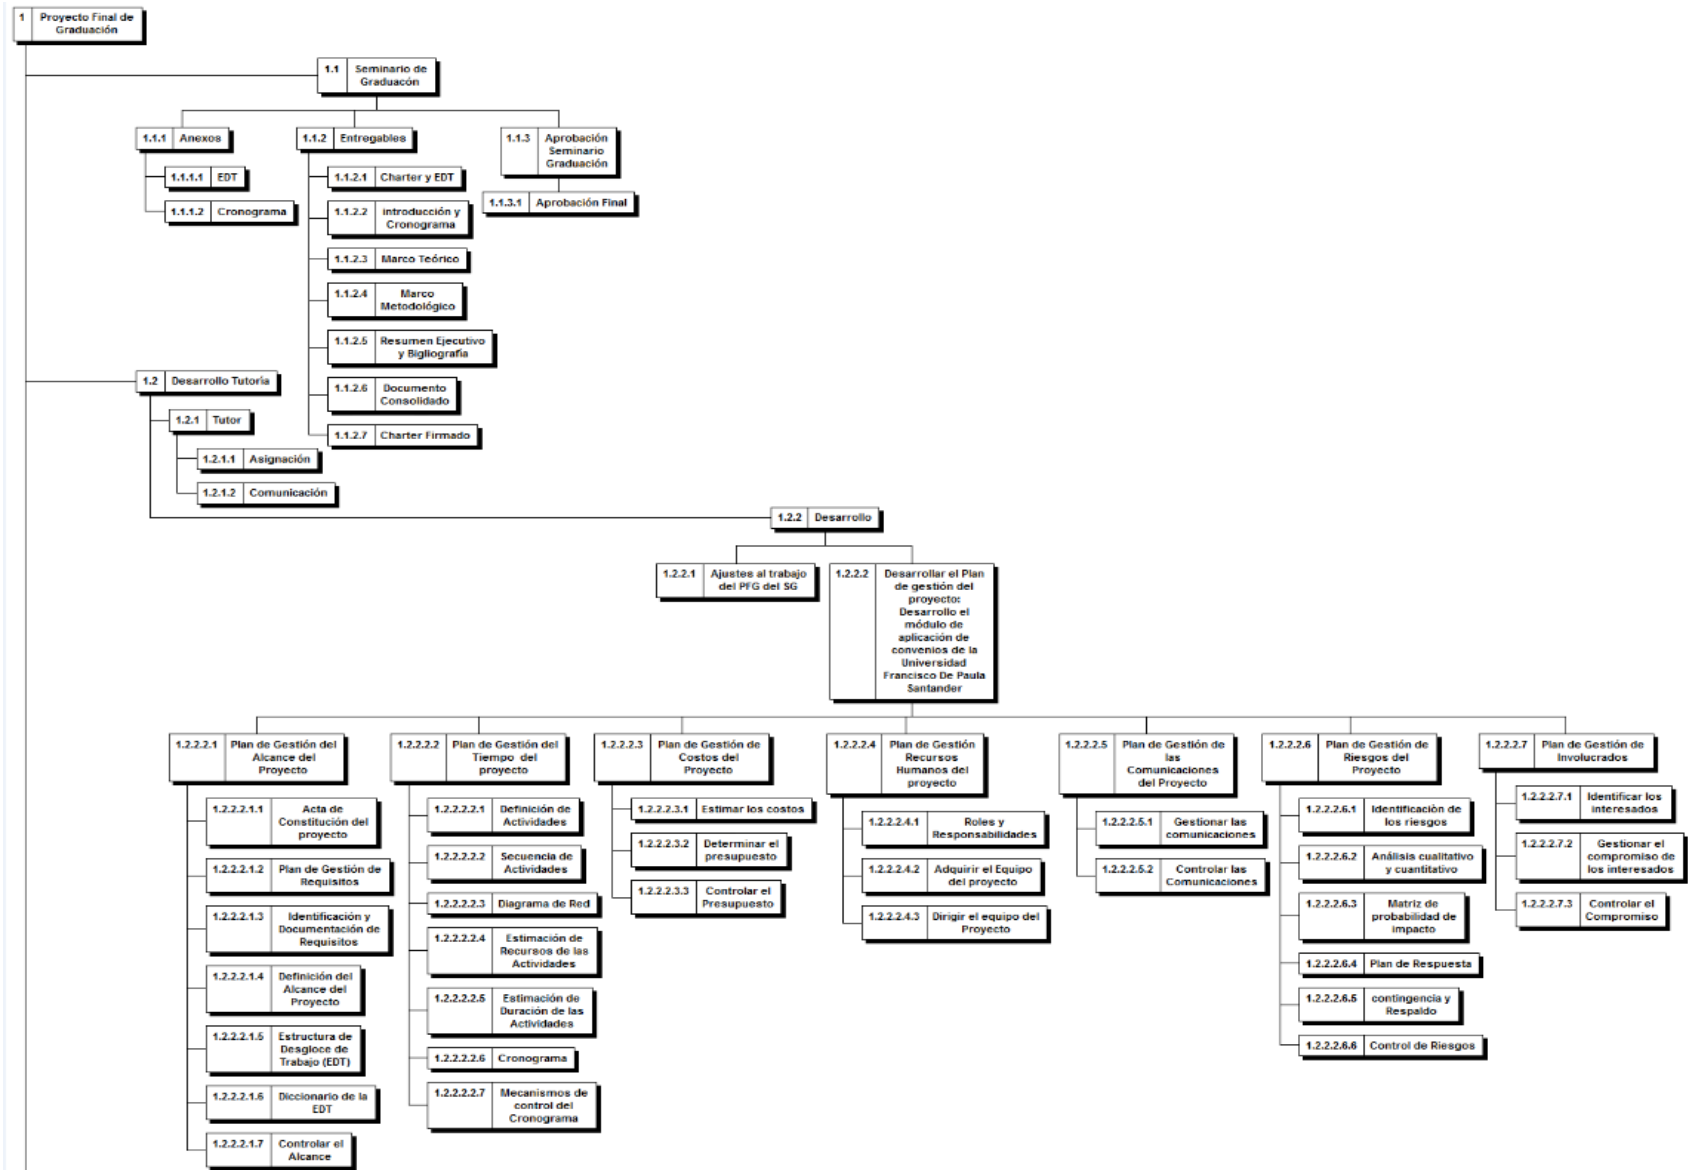 1 Proyecto Final de
Graduación
1.1 Seminario de
Graduacón
1.1.1 Anexos
1.1.1.1 EDT
1.1.1.2 Cronograma
1.1.2 Entregables
1.1.2.1 Charter y EDT
1.1.2.2 introducción y
Cronograma
1.1.2.3 Marco Teórico
1.1.2.4 Marco
Metodológico
1.1.2.5 Resumen Ejecutivo
y Bigliografía
1.1.2.6 Documento
Consolidado
1.1.2.7 Charter Firmado
1.1.3 Aprobación
Seminario
Graduación
1.1.3.1 Aprobación Final
1.2 Desarrollo Tutoría
1.2.1 Tutor
1.2.1.1 Asignación
1.2.1.2 Comunicación
1.2.2 Desarrollo
1.2.2.1 Ajustes al trabajo
del PFG del SG
1.2.2.2 Desarrollar el Plan
de gestión del
proyecto:
Desarrollo el
módulo de
aplicación de
convenios de la
Universidad
Francisco De Paula
Santander
1.2.2.2.1 Plan de Gestión del
Alcance del
Proyecto
1.2.2.2.1.1 Acta de
Constitución del
proyecto
1.2.2.2.1.2 Plan de Gestión de
Requisitos
1.2.2.2.1.3 Identificación y
Documentación de
Requisitos
1.2.2.2.1.4 Definición del
Alcance del
Proyecto
1.2.2.2.1.5 Estructura de
Desgloce de
Trabajo (EDT)
1.2.2.2.1.6 Diccionario de la
EDT
1.2.2.2.1.7 Controlar el
Alcance
1.2.2.2.2 Plan de Gestión del
Tiempo del
proyecto
1.2.2.2.2.1 Definición de
Actividades
1.2.2.2.2.2 Secuencia de
Actividades
1.2.2.2.2.3 Diagrama de Red
1.2.2.2.2.4 Estimación de
Recursos de las
Actividades
1.2.2.2.2.5 Estimación de
Duración de las
Actividades
1.2.2.2.2.6 Cronograma
1.2.2.2.2.7 Mecanismos de
control del
Cronograma
1.2.2.2.3 Plan de Gestión de
Costos del
Proyecto
1.2.2.2.3.1 Estimar los costos
1.2.2.2.3.2 Determinar el
presupuesto
1.2.2.2.3.3 Controlar el
Presupuesto
1.2.2.2.4 Plan de Gestión
Recursos
Humanos del
proyecto
1.2.2.2.4.1 Roles y
Responsabilidades
1.2.2.2.4.2 Adquirir el Equipo
del proyecto
1.2.2.2.4.3 Dirigir el equipo del
Proyecto
1.2.2.2.5 Plan de Gestión de
las
Comunicaciones
del Proyecto
1.2.2.2.5.1 Gestionar las
comunicaciones
1.2.2.2.5.2 Controlar las
Comunicaciones
1.2.2.2.6 Plan de Gestión de
Riesgos del
Proyecto
1.2.2.2.6.1 Identificaciòn de
los riesgos
1.2.2.2.6.2 Análisis cualitativo
y cuantitativo
1.2.2.2.6.3 Matriz de
probabilidad de
impacto
1.2.2.2.6.4 Plan de Respuesta
1.2.2.2.6.5 contingencia y
Respaldo
1.2.2.2.6.6 Control de Riesgos
1.2.2.2.7 Plan de Gestión de
Involucrados
1.2.2.2.7.1 Identificar los
interesados
1.2.2.2.7.2 Gestionar el
compromiso de
los interesados
1.2.2.2.7.3 Controlar el
Compromiso